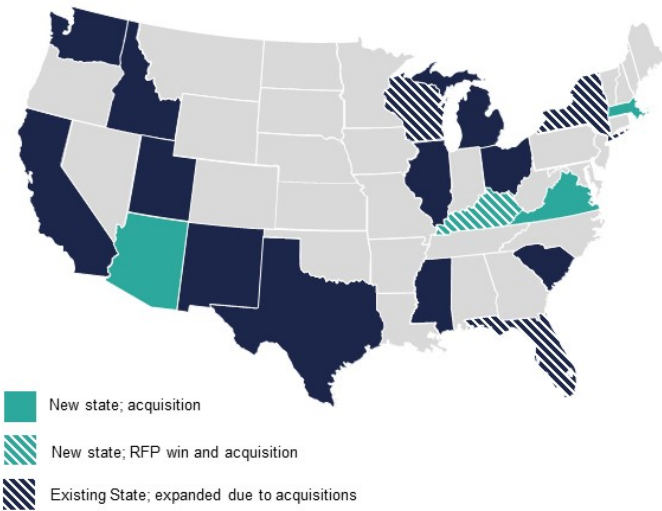 New state; acquisition
New state; RFP win and acquisition
Existing State; expanded due to acquisitions